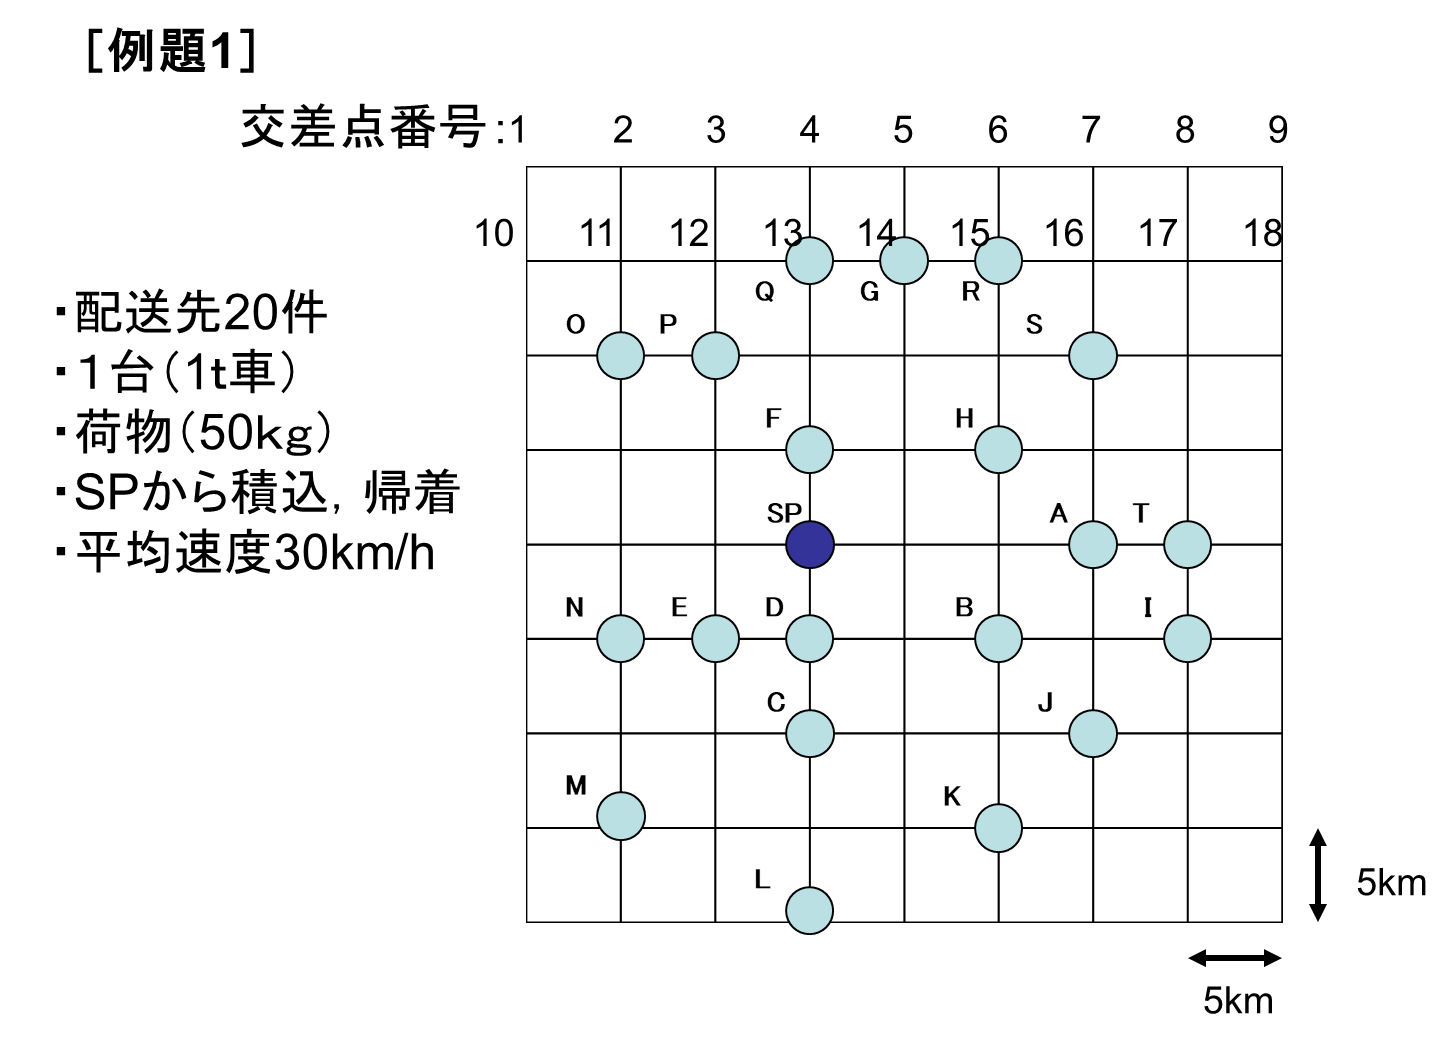 ［例題1］
交差点番号:1 2 3 4 5 6 7 8 9
10 11 12 13 14 15 16 17 18
Q G R
・配送先20件
O P S
・１台（1t車）
F H
・荷物（50kg）
・SPから積込，帰着
SP A T
・平均速度30km/h
N E D B I
C J
M K
L
5km
5km